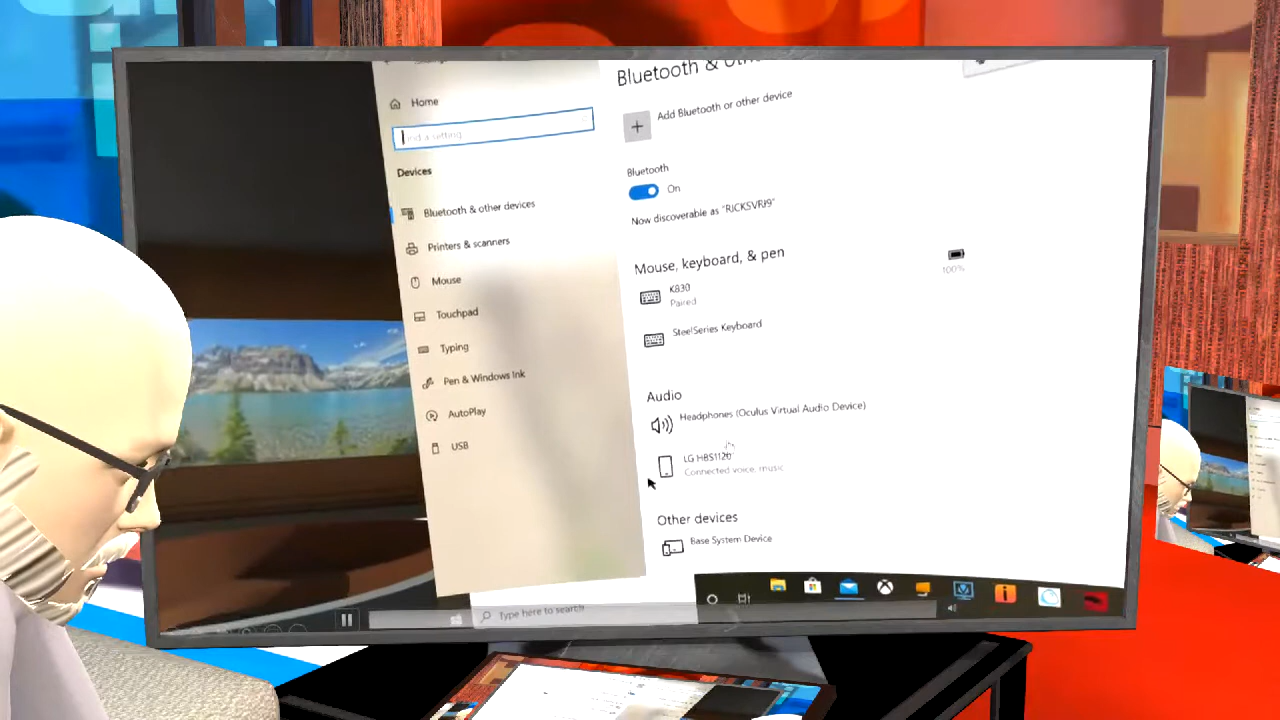 Home
Find a setting
Devices
Bluetooth & other devices
Printers & scanners
Mouse
Touchpad
Typing
Pen & Windows Ink
AutoPlay
USB
Bluetooth &
Add Bluetooth or other device
Bluetooth
On
Now discoverable as "RICKSVRJ9"
Mouse, keyboard, & pen
K830
Paired
100%
SteelSeries Keyboard
Audio
Headphones (Oculus Virtual Audio Device)
LG HBS1120
Connected voice, music
Other devices
Base System Device
Type here to search